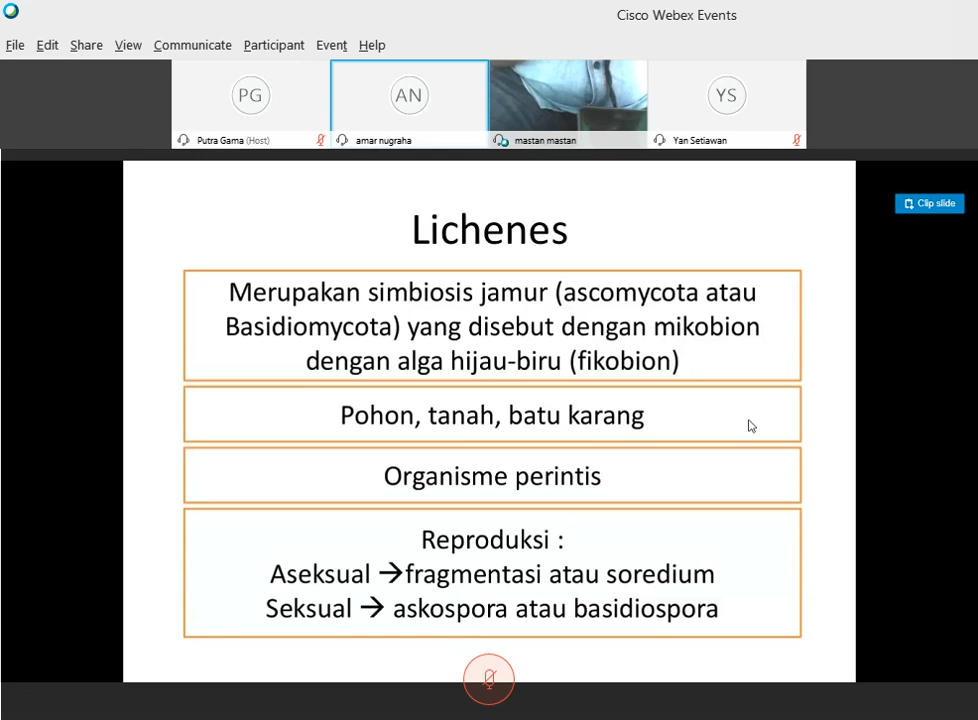 Cisco Webex Events
File Edit Share View Communicate Participant Event Help
PG AN YS
Putra Gama (Host) amar nugraha mastan mastan Yan Setiawan
Clip slide
Lichenes
Merupakan simbiosis jamur (ascomycota atau
Basidiomycota) yang disebut dengan mikobion
dengan alga hijau-biru (fikobion)
Pohon, tanah, batu karang
Organisme perintis
Reproduksi :
Aseksual →fragmentasi atau soredium
Seksual → askospora atau basidiospora